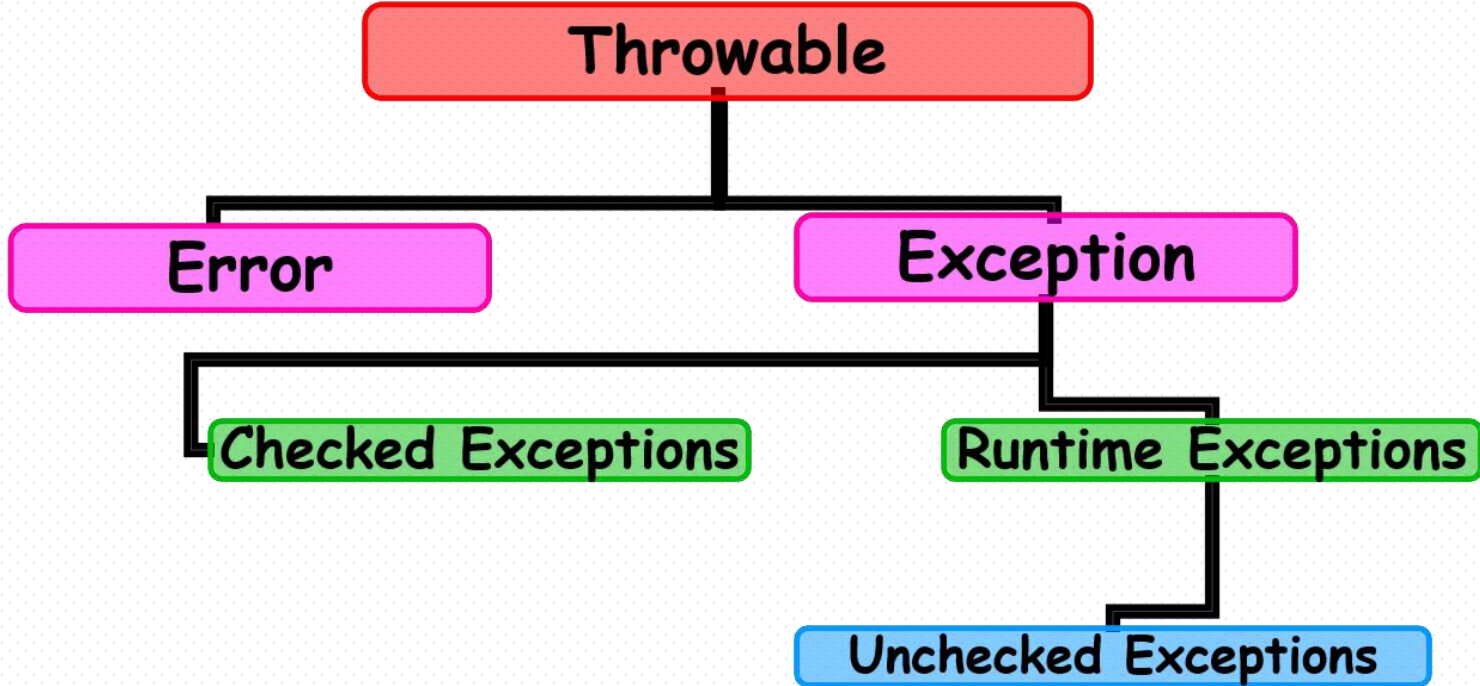 Throwable
Error
Exception
Checked Exceptions
Runtime Exceptions
Unchecked Exceptions